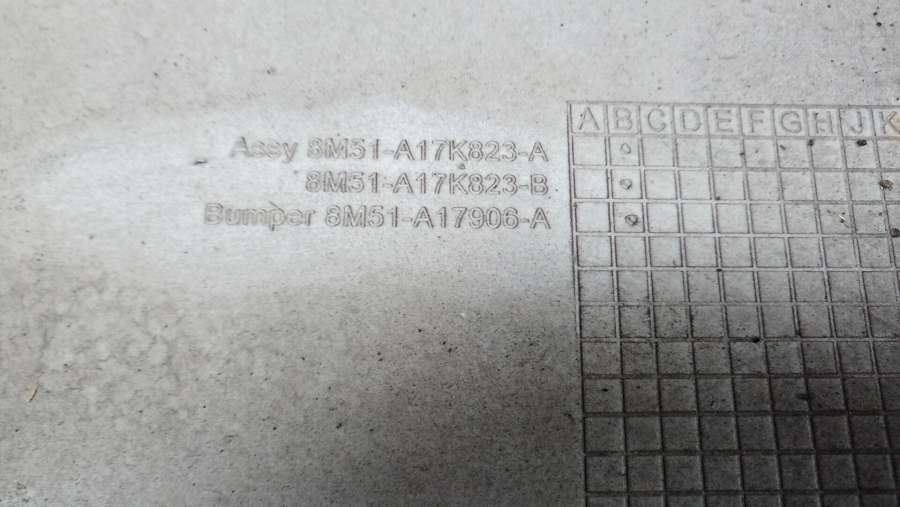 Assy 8M51-A17K823-A
8M51-A17K823-B
Bumper 8M51-A17906-A
A B C D E F G H J K